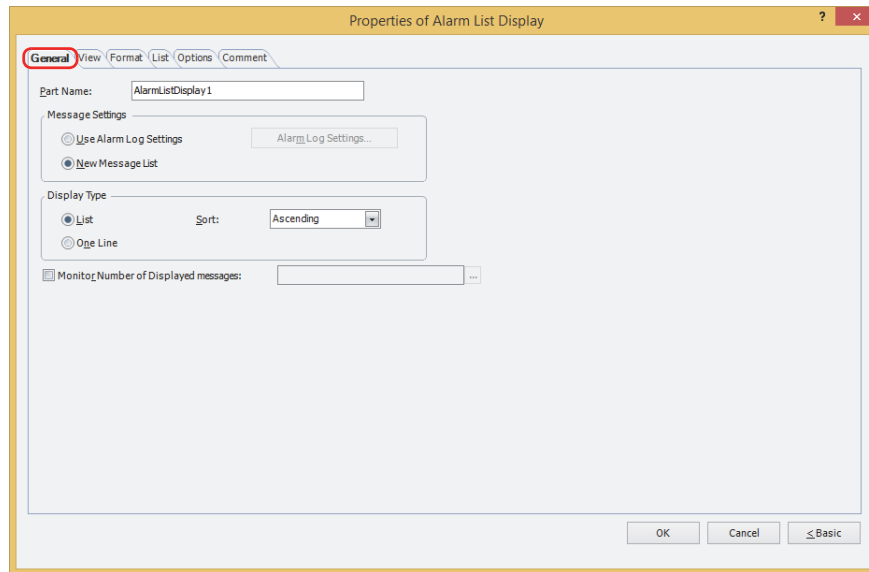 Properties of Alarm List Display ? ×
General View Format List Options Comment
Part Name: AlarmListDisplay1
Message Settings
Use Alarm Log Settings Alarm Log Settings...
New Message List
Display Type
List Sort: Ascending
One Line
Monitor Number of Displayed messages: ...
OK Cancel < Basic